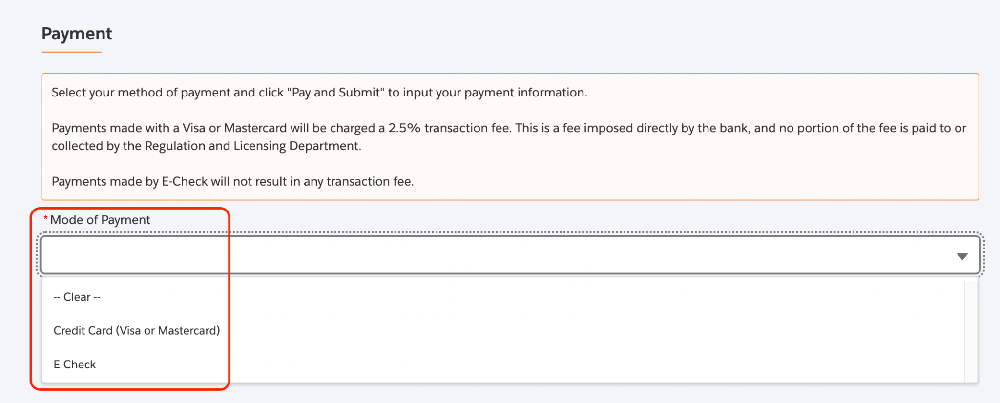 Payment
Select your method of payment and click "Pay and Submit" to input your payment information.
Payments made with a Visa or Mastercard will be charged a 2.5% transaction fee. This is a fee imposed directly by the bank, and no portion of the fee is paid to or
collected by the Regulation and Licensing Department.
Payments made by E-Check will not result in any transaction fee.
* Mode of Payment
-- Clear --
Credit Card (Visa or Mastercard)
E-Check